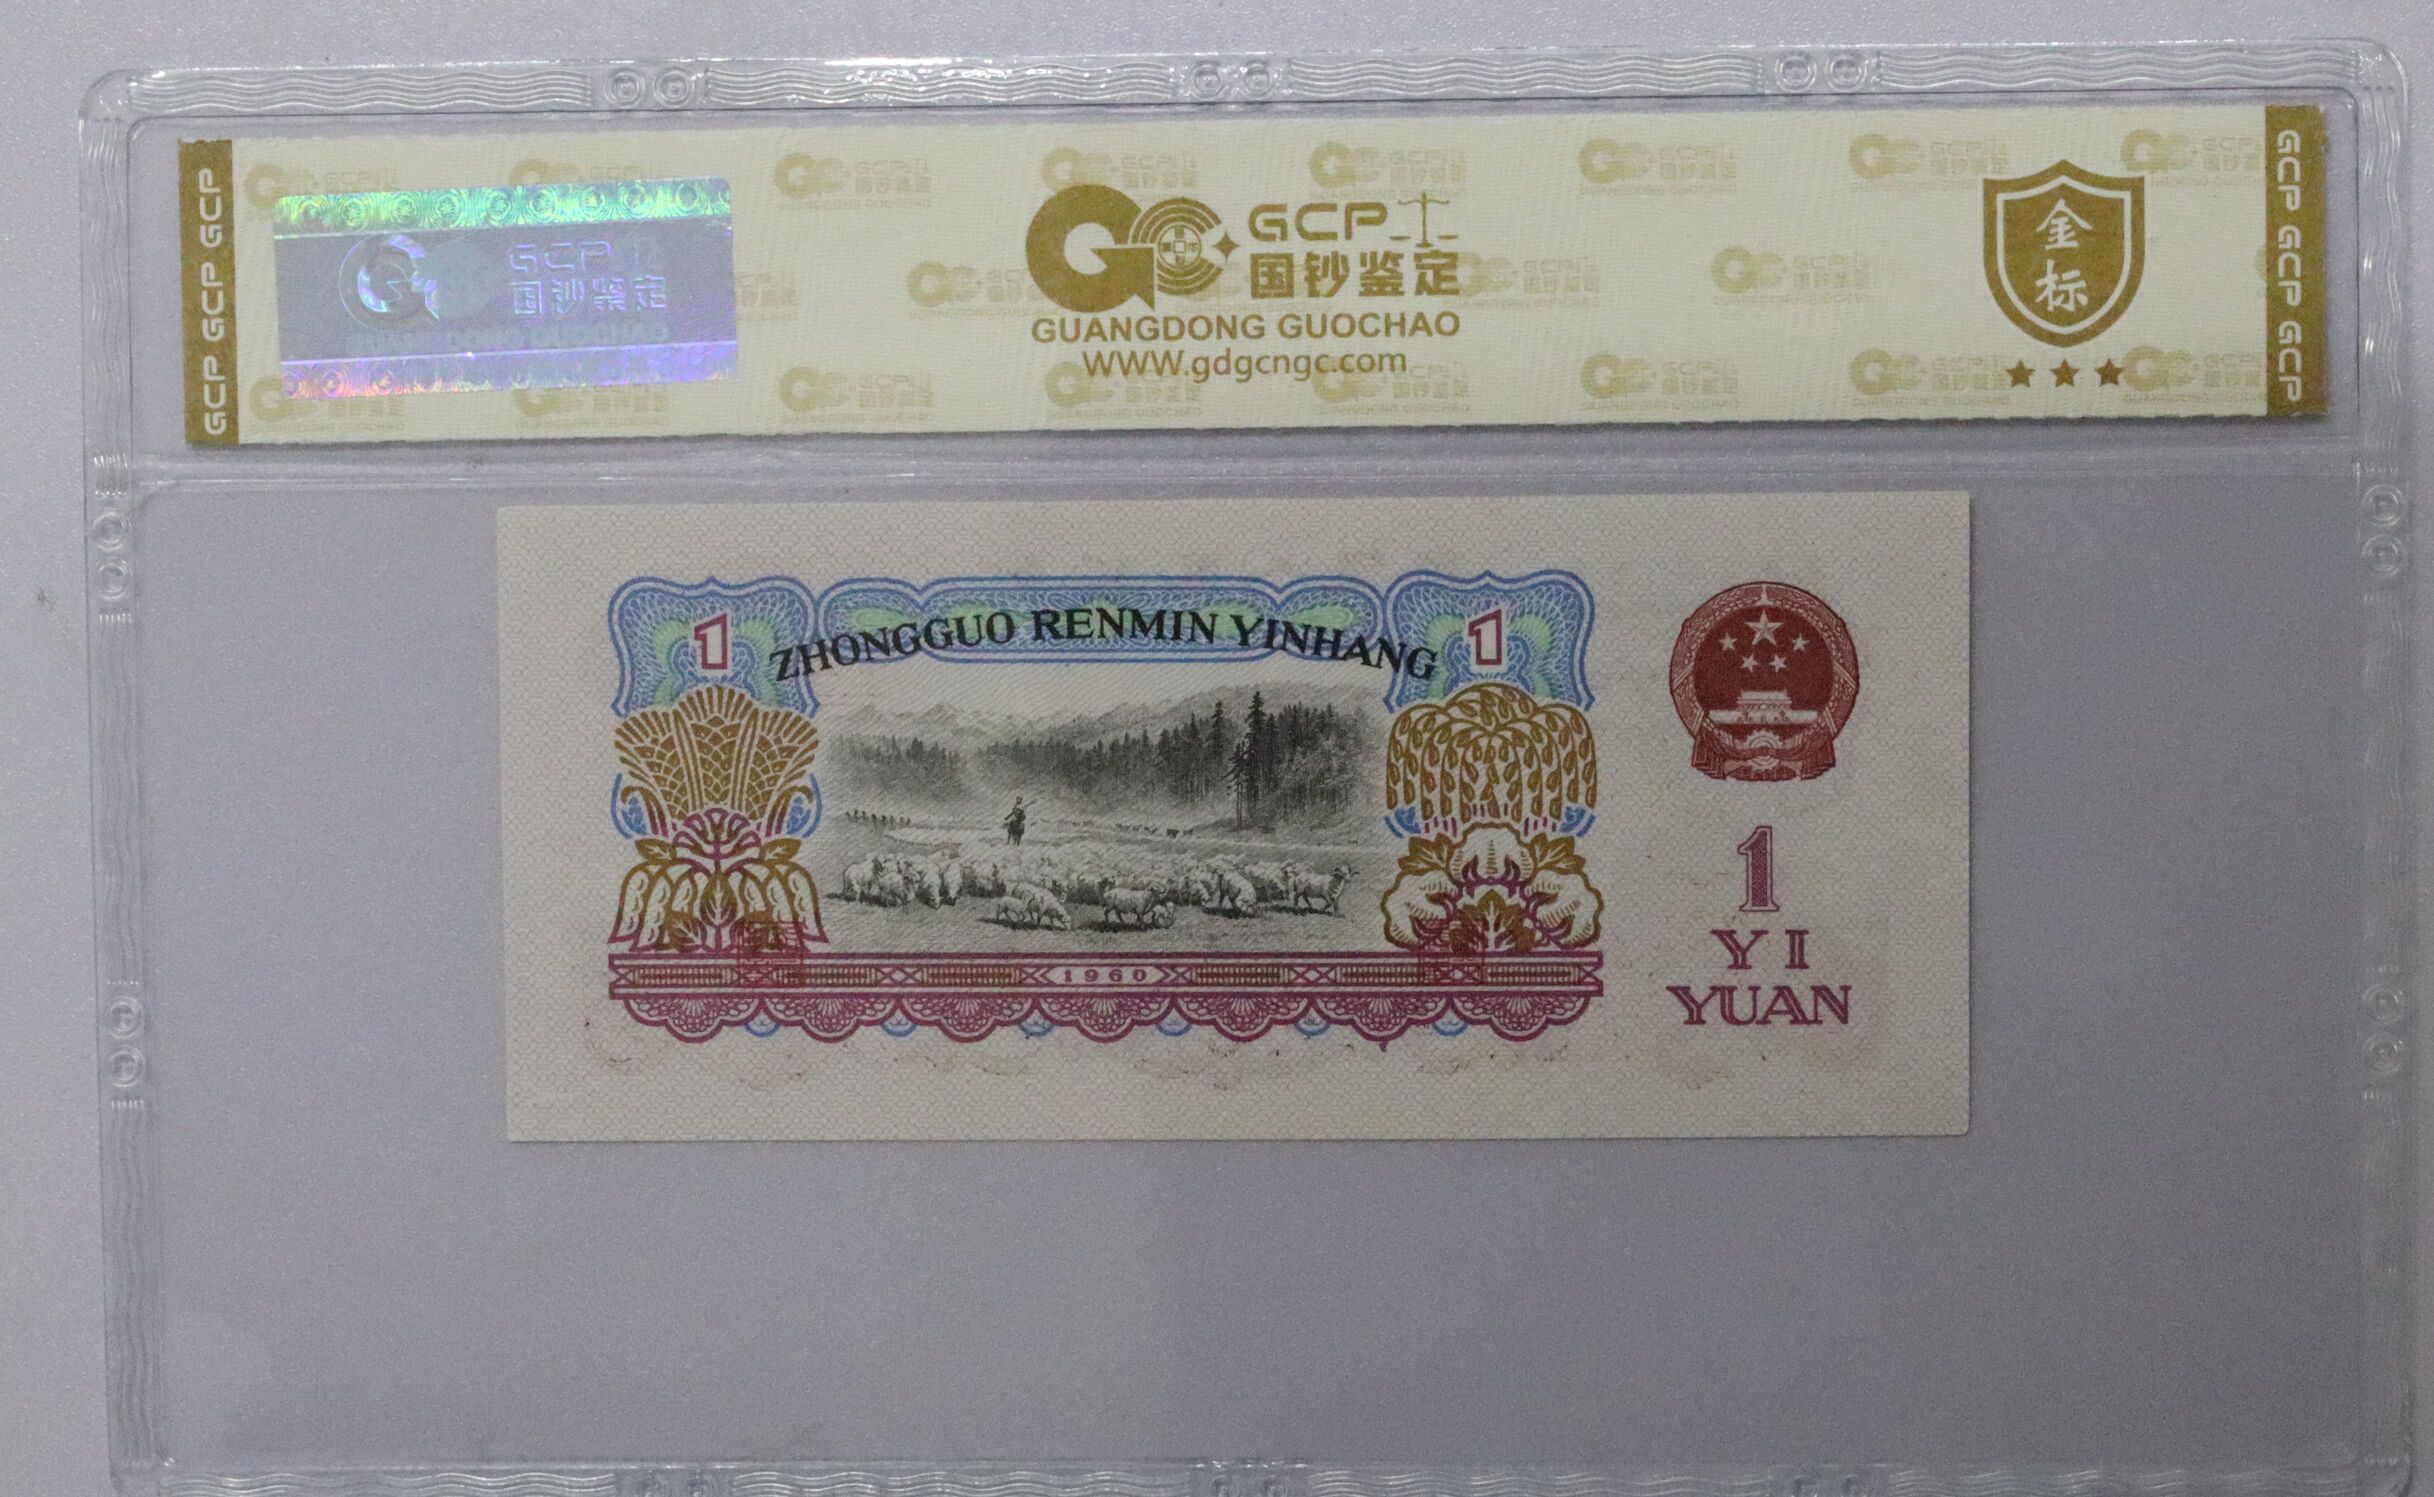 GCP GCP GCP
GCP
国钞鉴定
GUANGDONG GUOCHAO
GCP
国钞鉴定
GUANGDONG GUOCHAO
WWW.gdgcngc.com
金
标
GCP GCP GCP
1
ZHONGGUO RENMIN YINHANG
1
1960
1
YI
YUAN